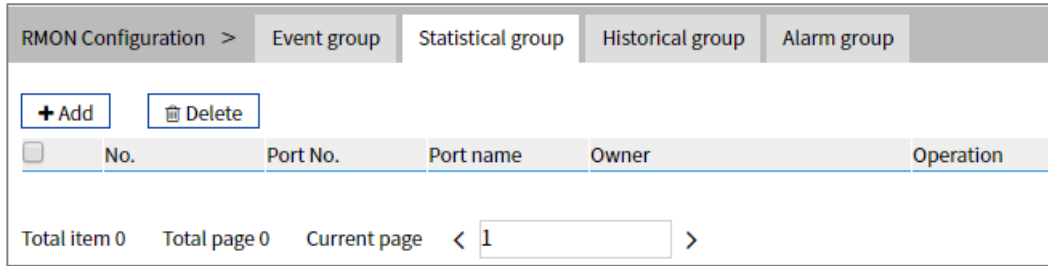 RMON Configuration > Event group Statistical group Historical group Alarm group
+ Add Delete
No. Port No. Port name Owner Operation
Total item 0 Total page 0 Current page < 1 >